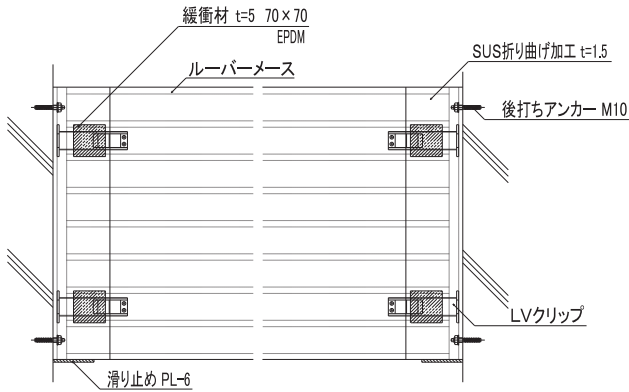 緩衝材 t=5 70×70
EPDM
ルーバーメース
SUS折り曲げ加工 t=1.5
後打ちアンカー M10
LVクリップ
滑り止め PL-6